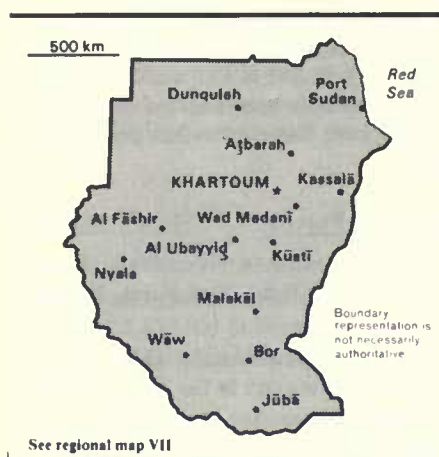 500 km
Port
Sudan
Red
Sea
Dunqulah
'Aţbarah
KHARTOUM
Kassalā
Al Fāshir
Wad Madanī
Al Ubayyiḑ
Kūstī
Nyala
Malakāl
Boundary
representation is
not necessarily
authoritative
Wāw
Bor
Jūbā
See regional map VII